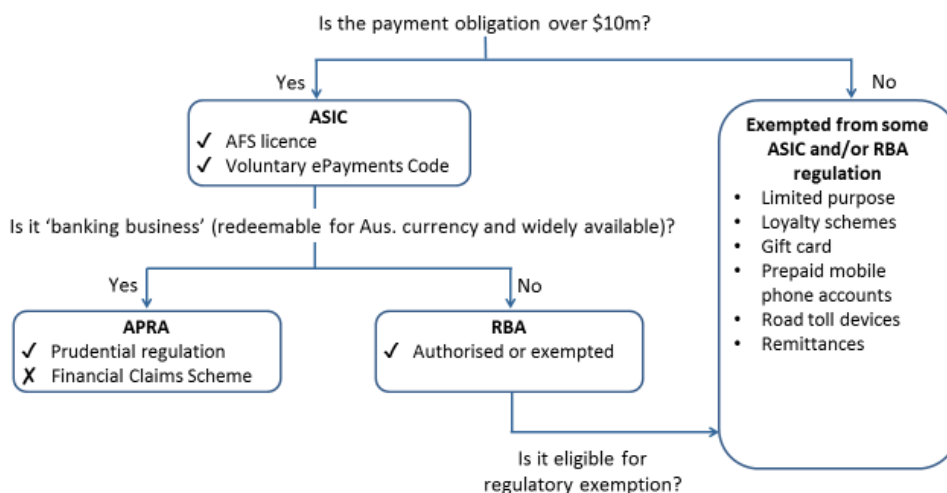 Is the payment obligation over $10m?
Yes
No
ASIC
✓ AFS licence
✓ Voluntary ePayments Code
Exempted from some
ASIC and/or RBA
regulation
• Limited purpose
• Loyalty schemes
• Gift card
• Prepaid mobile
phone accounts
• Road toll devices
• Remittances
Is it ‘banking business’ (redeemable for Aus. currency and widely available)?
Yes
No
APRA
✓ Prudential regulation
✗ Financial Claims Scheme
RBA
✓ Authorised or exempted
Is it eligible for
regulatory exemption?